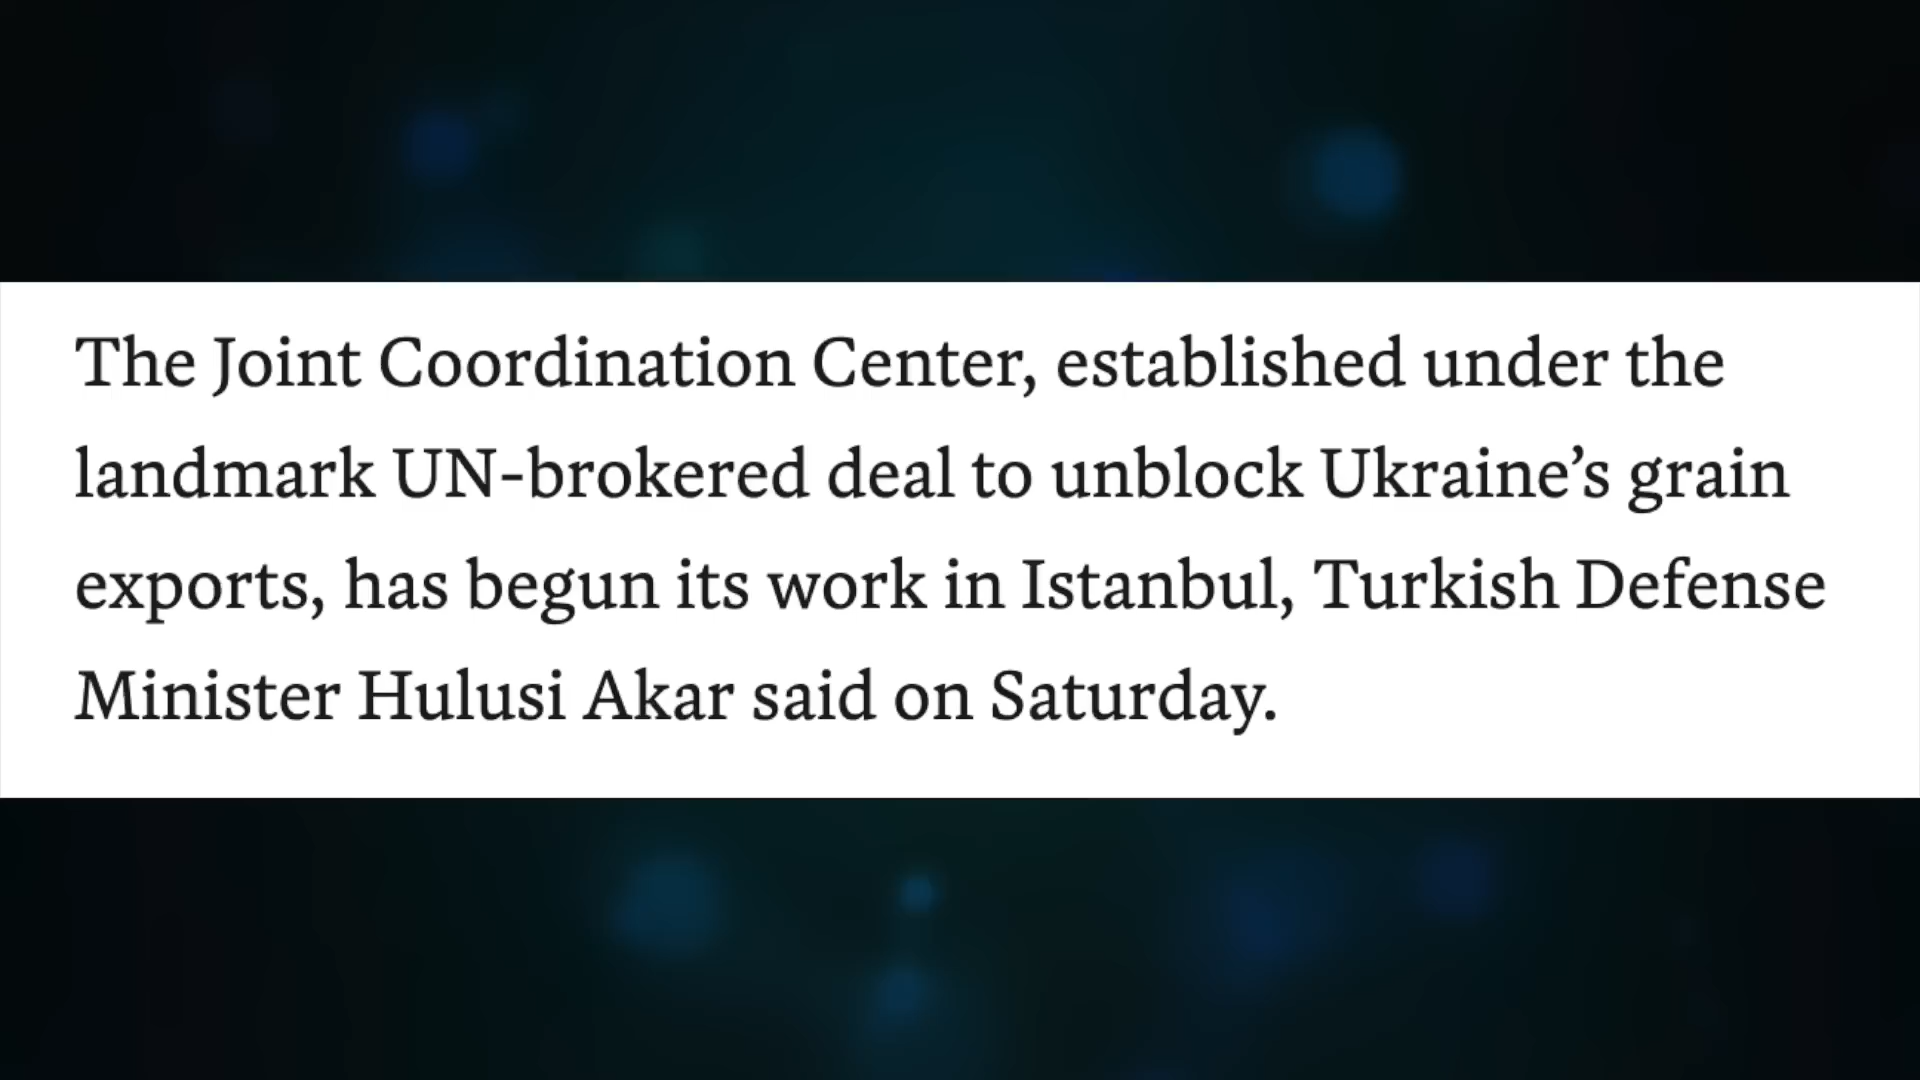 The Joint Coordination Center, established under the
landmark UN-brokered deal to unblock Ukraine’s grain
exports, has begun its work in Istanbul, Turkish Defense
Minister Hulusi Akar said on Saturday.